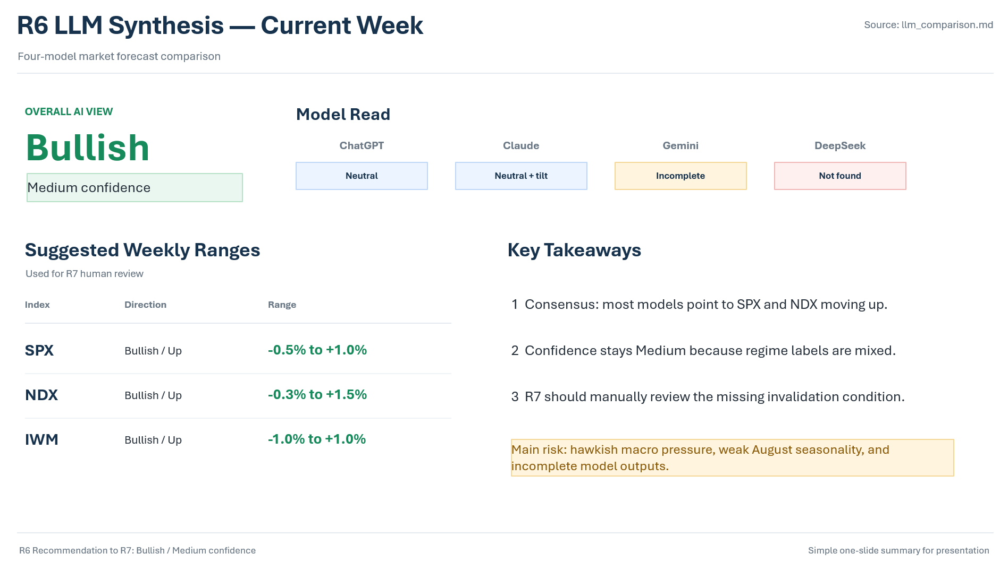 R6 LLM Synthesis — Current Week
Source: llm_comparison.md
Four-model market forecast comparison
OVERALL AI VIEW
Bullish
Medium confidence
Model Read
ChatGPT
Claude
Gemini
DeepSeek
Neutral
Neutral + tilt
Incomplete
Not found
Suggested Weekly Ranges
Used for R7 human review
Index Direction Range
SPX Bullish / Up -0.5% to +1.0%
NDX Bullish / Up -0.3% to +1.5%
IWM Bullish / Up -1.0% to +1.0%
Key Takeaways
1 Consensus: most models point to SPX and NDX moving up.
2 Confidence stays Medium because regime labels are mixed.
3 R7 should manually review the missing invalidation condition.
Main risk: hawkish macro pressure, weak August seasonality, and
incomplete model outputs.
R6 Recommendation to R7: Bullish / Medium confidence
Simple one-slide summary for presentation